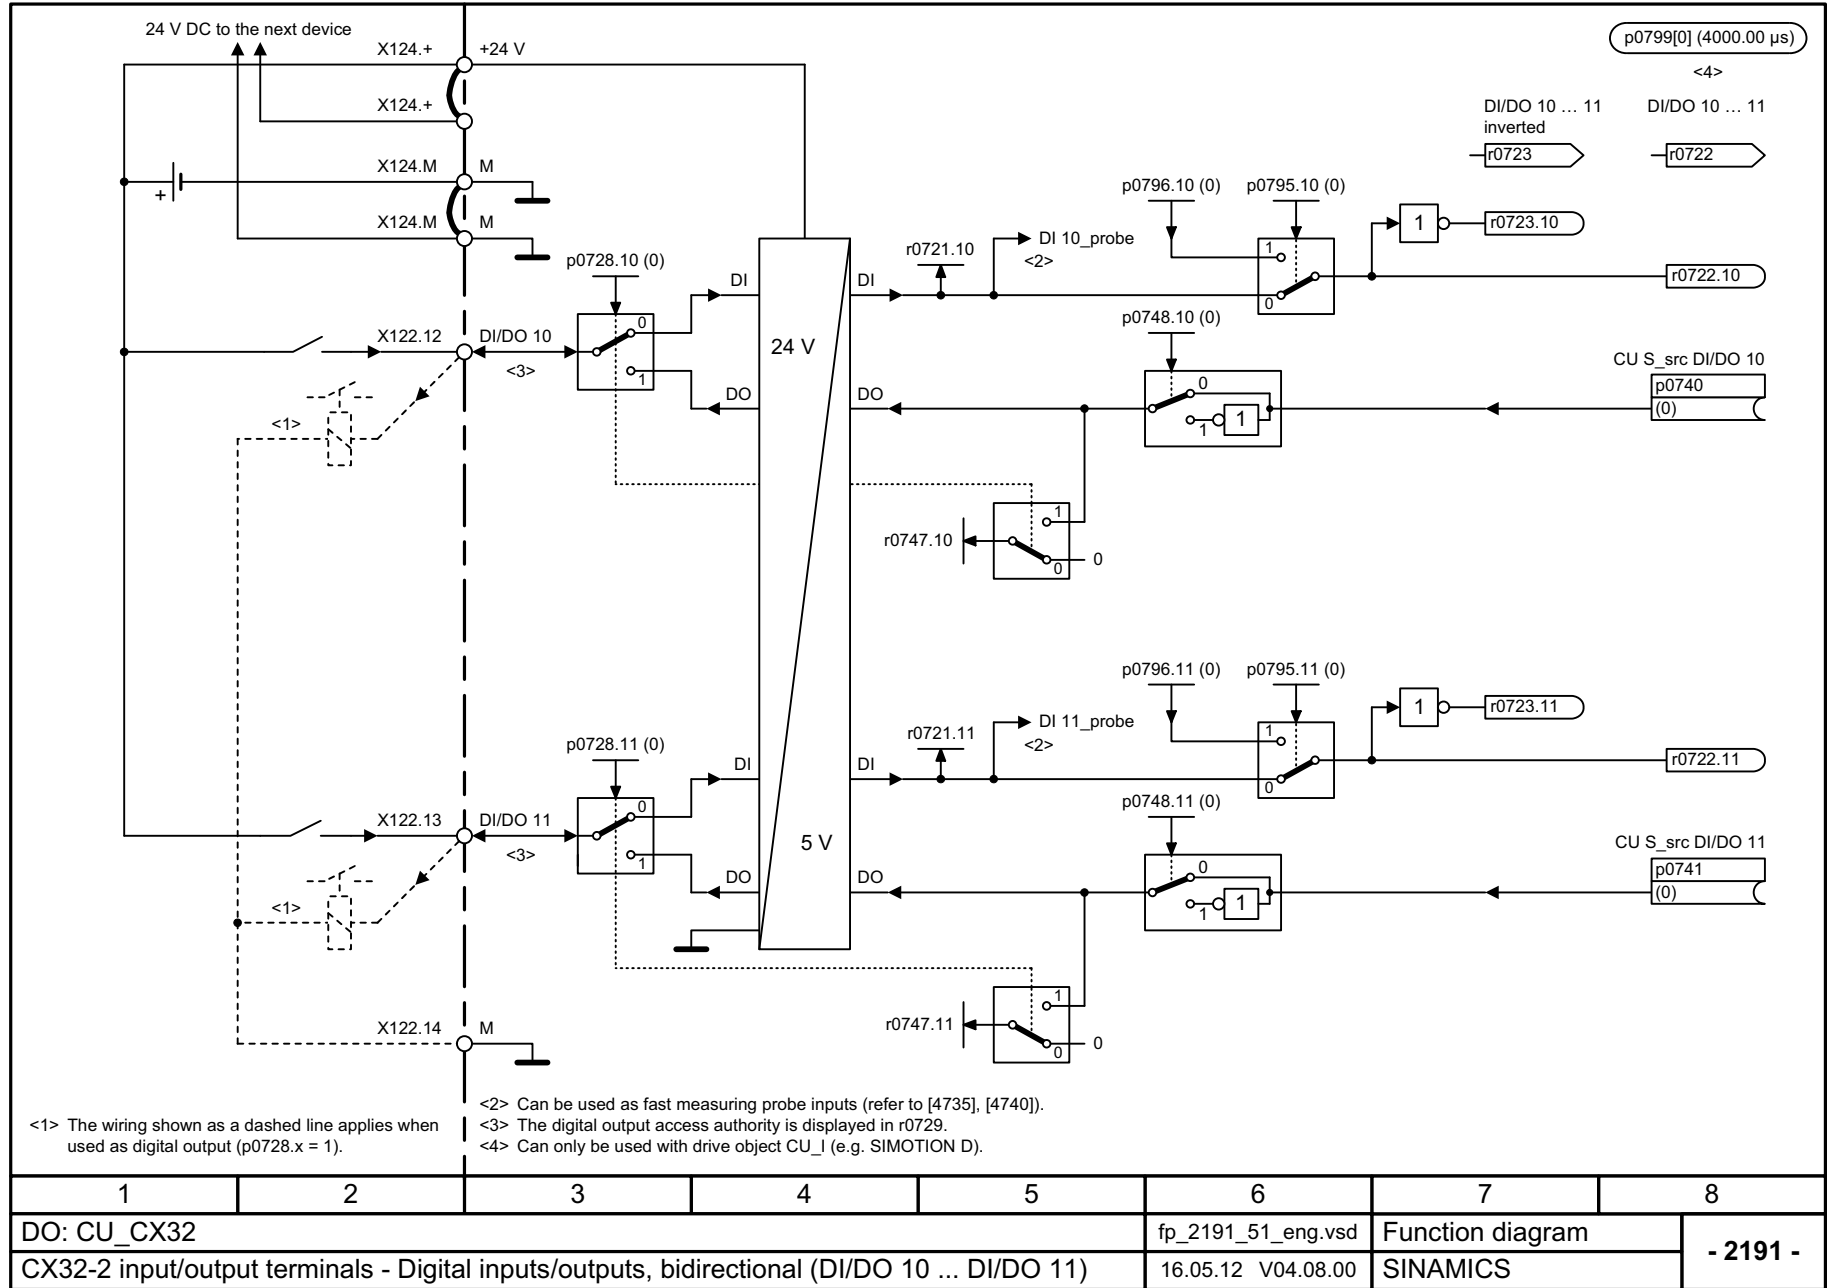 24 V DC to the next device
X124.+
+24 V
X124.+
X124.M
M
+
X124.M
M
p0799[0] (4000.00 µs)
<4>
DI/DO 10 … 11
inverted
DI/DO 10 … 11
r0723
r0722
p0728.10 (0)
DI
DI
r0721.10
DI 10_probe
<2>
p0796.10 (0)
p0795.10 (0)
1
0
1
r0723.10
r0722.10
X122.12
DI/DO 10
<3>
0
1
24 V
DO
DO
p0748.10 (0)
0
1
1
CU S_src DI/DO 10
p0740
(0)
<1>
r0747.10
1
0
0
p0728.11 (0)
DI
DI
r0721.11
DI 11_probe
<2>
p0796.11 (0)
p0795.11 (0)
1
0
1
r0723.11
r0722.11
X122.13
DI/DO 11
<3>
0
1
5 V
DO
DO
p0748.11 (0)
0
1
1
CU S_src DI/DO 11
p0741
(0)
<1>
r0747.11
1
0
0
X122.14
M
<1> The wiring shown as a dashed line applies when
used as digital output (p0728.x = 1).
<2> Can be used as fast measuring probe inputs (refer to [4735], [4740]).
<3> The digital output access authority is displayed in r0729.
<4> Can only be used with drive object CU_I (e.g. SIMOTION D).
1 2 3 4 5 6 7 8
DO: CU_CX32
fp_2191_51_eng.vsd
Function diagram
- 2191 -
CX32-2 input/output terminals - Digital inputs/outputs, bidirectional (DI/DO 10 ... DI/DO 11)
16.05.12 V04.08.00
SINAMICS